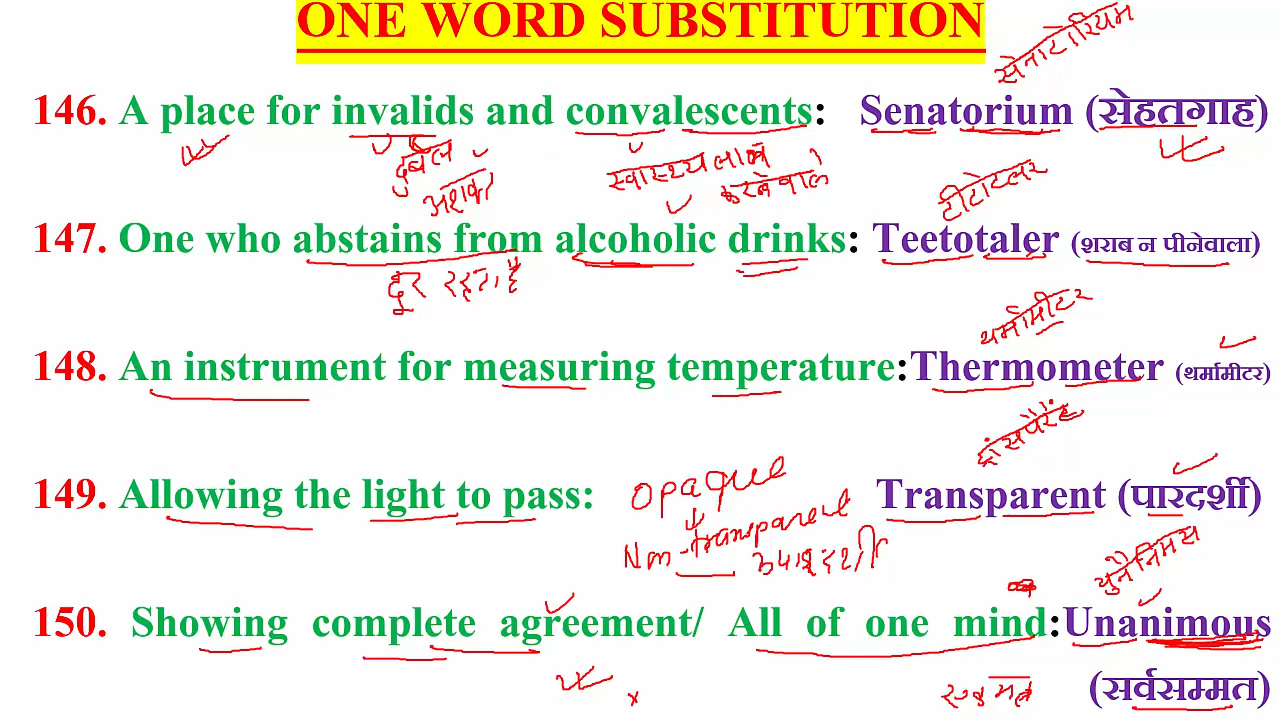 ONE WORD SUBSTITUTION
सेनाटोरियम
146. A place for invalids and convalescents: Senatorium (सेहतगाह)
दुर्बल
अशक्त
स्वास्थ्य लाभ
करने वाले
टीटोटलर
147. One who abstains from alcoholic drinks: Teetotaler (शराब न पीनेवाला)
दूर रहता है
थर्मोमीटर
148. An instrument for measuring temperature: Thermometer (थर्मामीटर)
opaque
149. Allowing the light to pass: Transparent (पारदर्शी)
Non-transparent
युनैनिमस
150. Showing complete agreement/ All of one mind: Unanimous
(सर्वसम्मत)